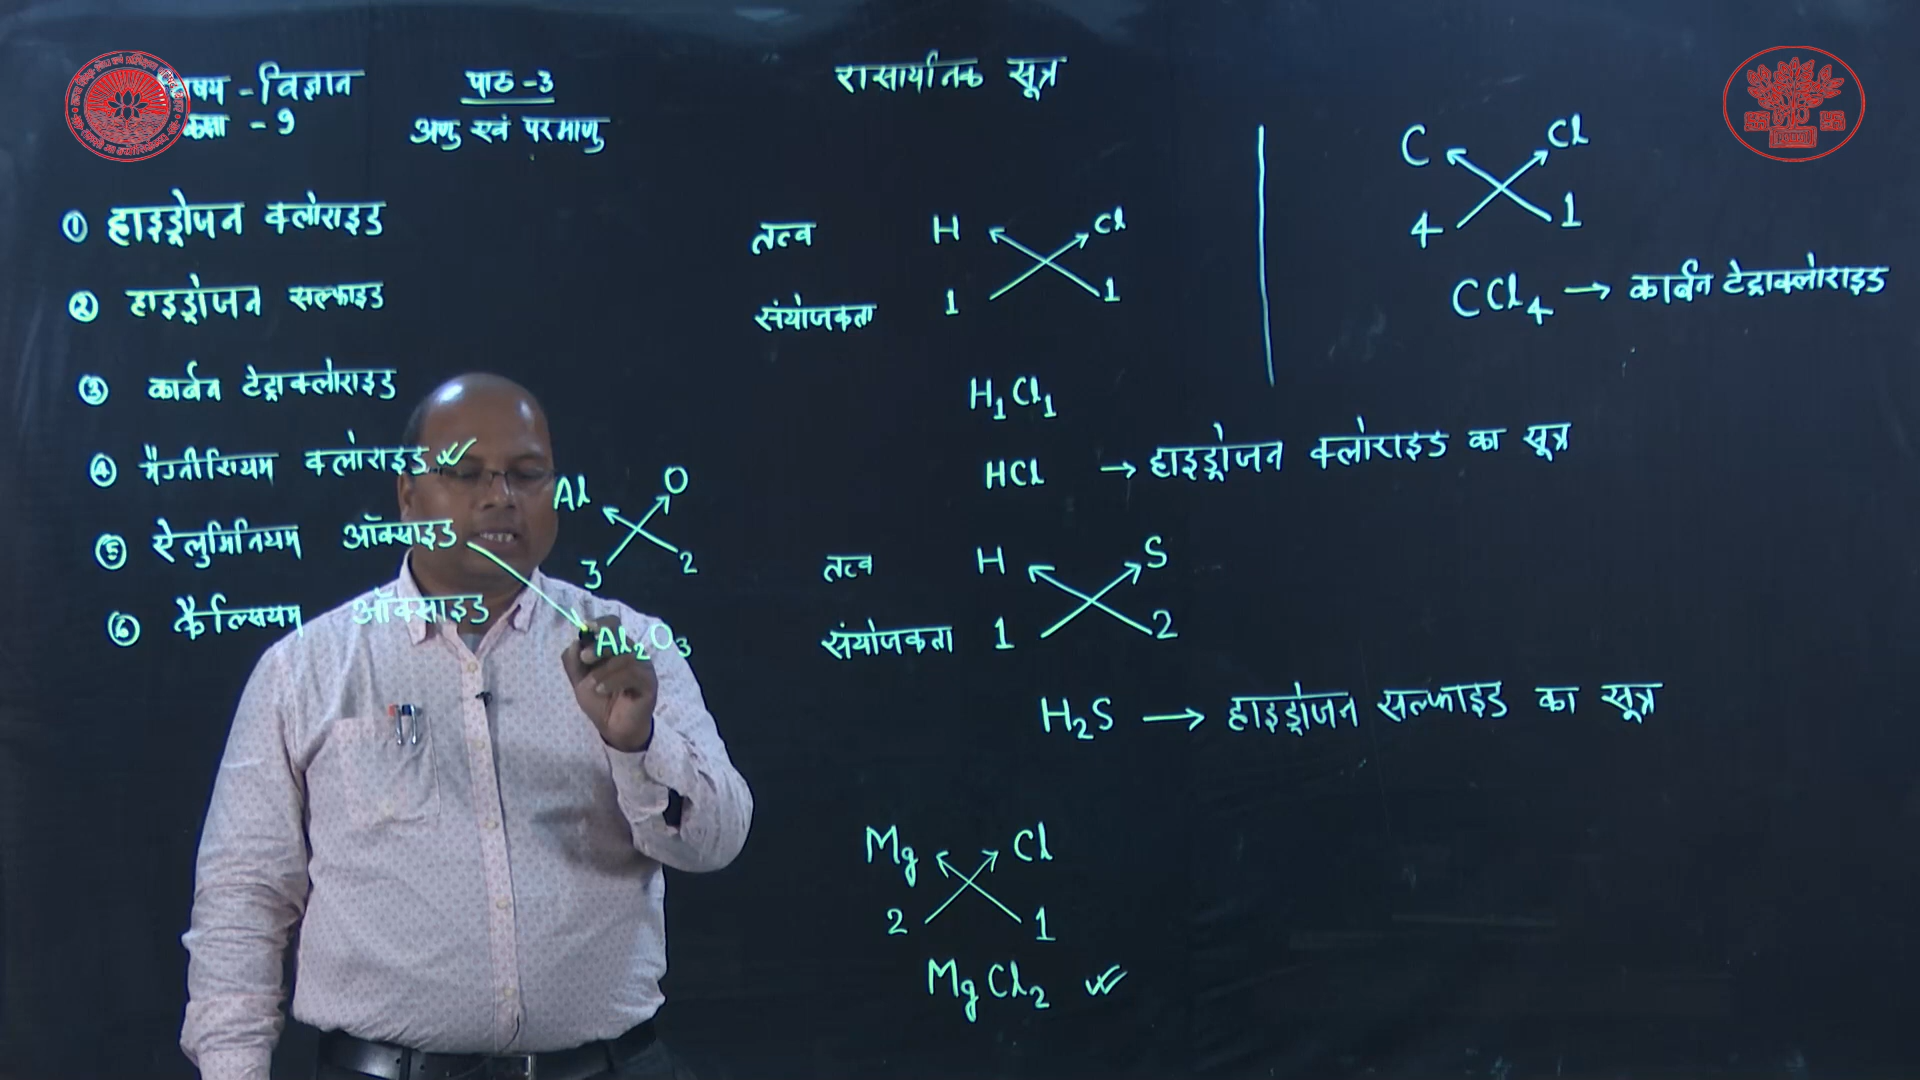 विषय - विज्ञान
कक्षा - 9
पाठ - 3
अणु एवं परमाणु
रासायनिक सूत्र
① हाइड्रोजन क्लोराइड
② हाइड्रोजन सल्फाइड
③ कार्बन टेट्राक्लोराइड
④ मैग्नीशियम क्लोराइड
⑤ ऐलुमिनियम ऑक्साइड
⑥ कैल्सियम ऑक्साइड
Al O
3 2
Al₂O₃
तत्व H Cl
संयोजकता 1 1
H₁Cl₁
HCl → हाइड्रोजन क्लोराइड का सूत्र
तत्व H S
संयोजकता 1 2
H₂S → हाइड्रोजन सल्फाइड का सूत्र
Mg Cl
2 1
MgCl₂
C Cl
4 1
CCl₄ → कार्बन टेट्राक्लोराइड